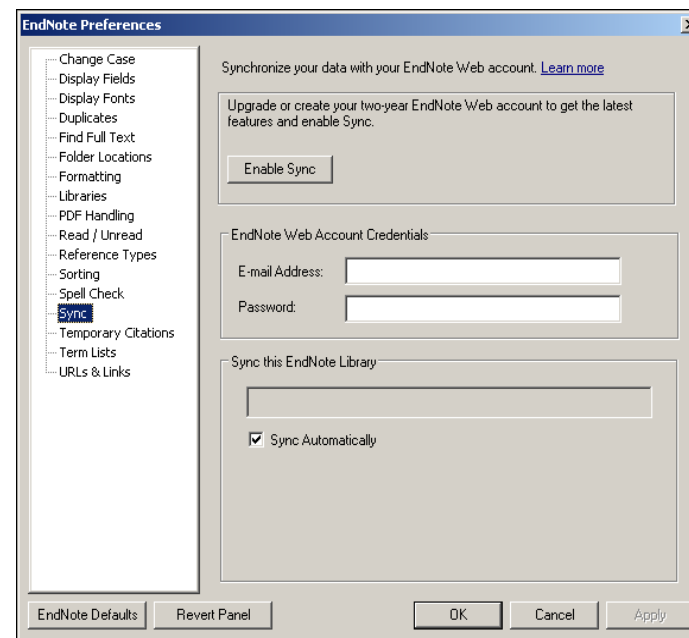 EndNote Preferences
Change Case
Display Fields
Display Fonts
Duplicates
Find Full Text
Folder Locations
Formatting
Libraries
PDF Handling
Read / Unread
Reference Types
Sorting
Spell Check
Sync
Temporary Citations
Term Lists
URLs & Links
Synchronize your data with your EndNote Web account. Learn more
Upgrade or create your two-year EndNote Web account to get the latest
features and enable Sync.
Enable Sync
EndNote Web Account Credentials
E-mail Address:
Password:
Sync this EndNote Library
Sync Automatically
EndNote Defaults
Revert Panel
OK
Cancel
Apply